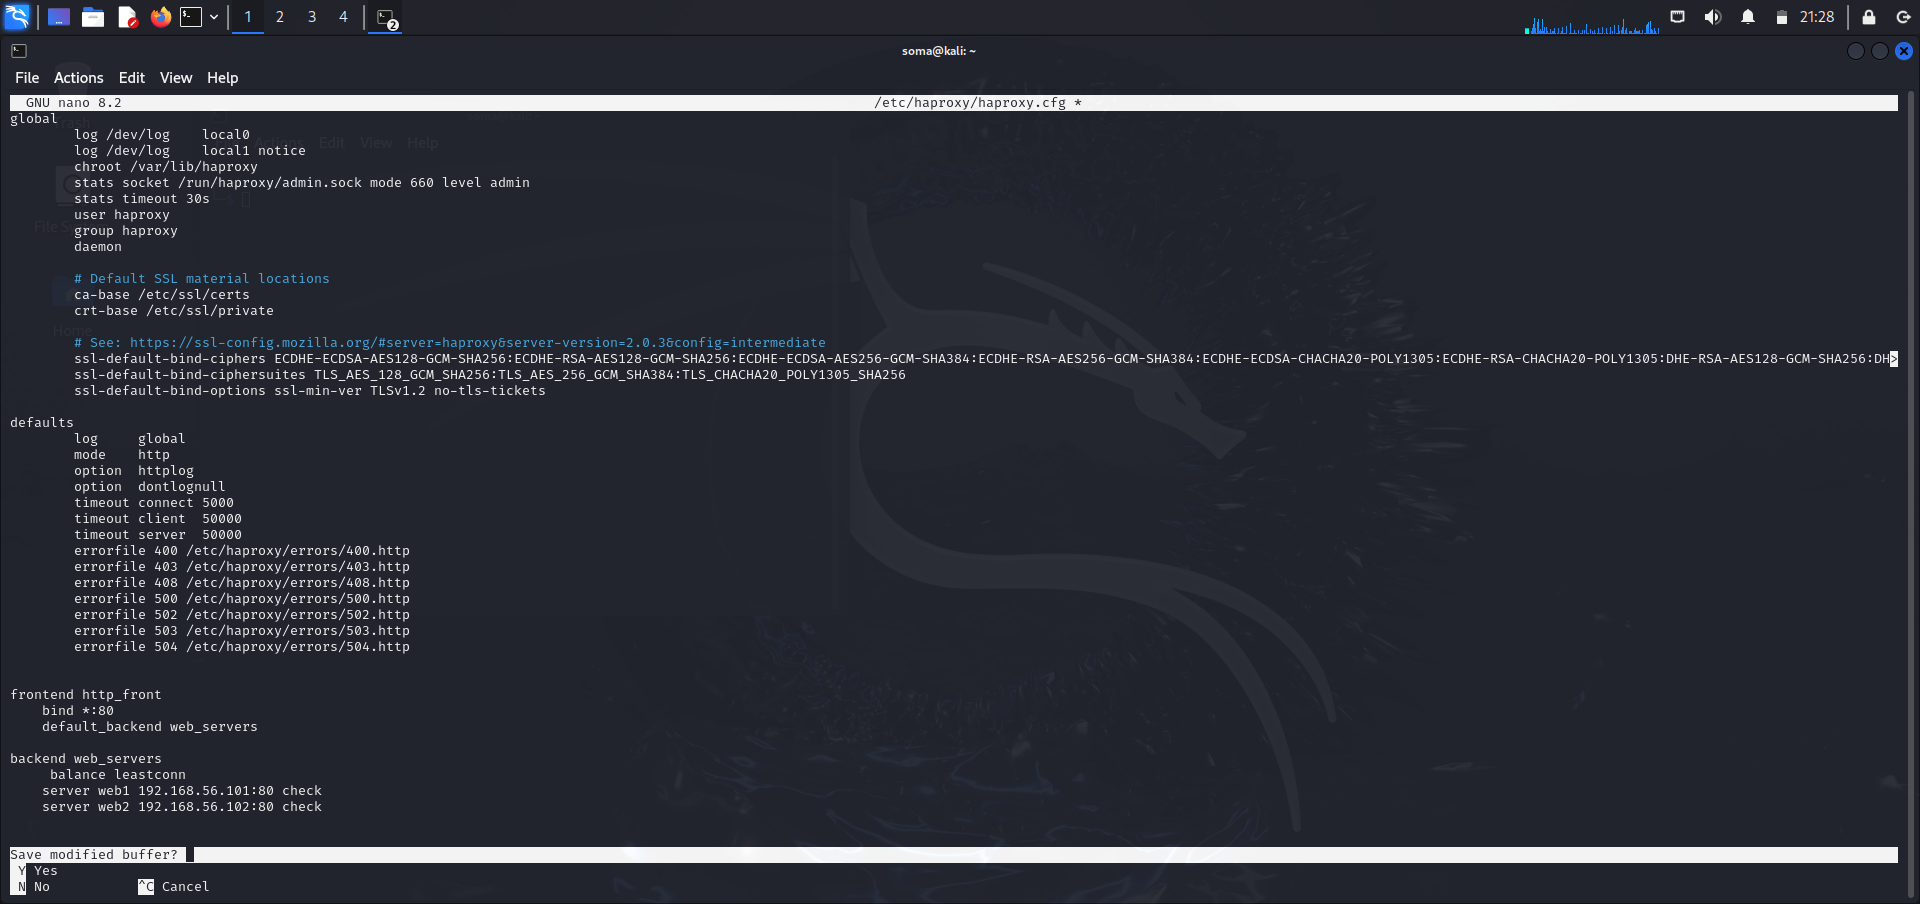 1 2 3 4 2 21:28
soma@kali: ~
File Actions Edit View Help
GNU nano 8.2 /etc/haproxy/haproxy.cfg *
global
log /dev/log local0
log /dev/log local1 notice
chroot /var/lib/haproxy
stats socket /run/haproxy/admin.sock mode 660 level admin
stats timeout 30s
user haproxy
group haproxy
daemon
# Default SSL material locations
ca-base /etc/ssl/certs
crt-base /etc/ssl/private
# See: https://ssl-config.mozilla.org/#server=haproxy&server-version=2.0.3&config=intermediate
ssl-default-bind-ciphers ECDHE-ECDSA-AES128-GCM-SHA256:ECDHE-RSA-AES128-GCM-SHA256:ECDHE-ECDSA-AES256-GCM-SHA384:ECDHE-RSA-AES256-GCM-SHA384:ECDHE-ECDSA-CHACHA20-POLY1305:ECDHE-RSA-CHACHA20-POLY1305:DHE-RSA-AES128-GCM-SHA256:DH>
ssl-default-bind-ciphersuites TLS_AES_128_GCM_SHA256:TLS_AES_256_GCM_SHA384:TLS_CHACHA20_POLY1305_SHA256
ssl-default-bind-options ssl-min-ver TLSv1.2 no-tls-tickets
defaults
log global
mode http
option httplog
option dontlognull
timeout connect 5000
timeout client 50000
timeout server 50000
errorfile 400 /etc/haproxy/errors/400.http
errorfile 403 /etc/haproxy/errors/403.http
errorfile 408 /etc/haproxy/errors/408.http
errorfile 500 /etc/haproxy/errors/500.http
errorfile 502 /etc/haproxy/errors/502.http
errorfile 503 /etc/haproxy/errors/503.http
errorfile 504 /etc/haproxy/errors/504.http
frontend http_front
bind *:80
default_backend web_servers
backend web_servers
balance leastconn
server web1 192.168.56.101:80 check
server web2 192.168.56.102:80 check
Save modified buffer?
Y Yes
N No ^C Cancel